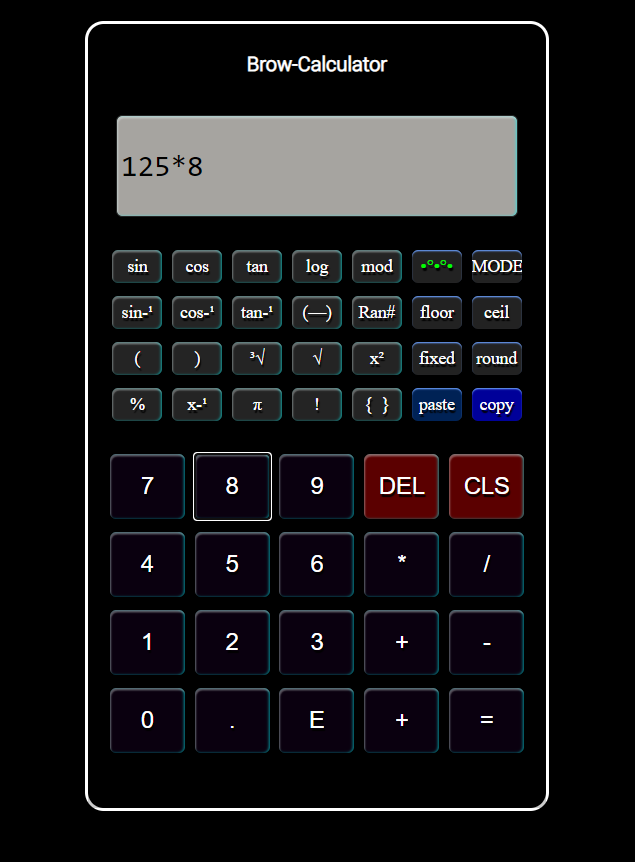 Brow-Calculator
125*8
sin cos tan log mod •°•°• MODE
sin-¹ cos-¹ tan-¹ (—) Ran# floor ceil
( ) ³√ √ x² fixed round
% x-¹ π ! { } paste copy
7 8 9 DEL CLS
4 5 6 * /
1 2 3 + -
0 . E + =